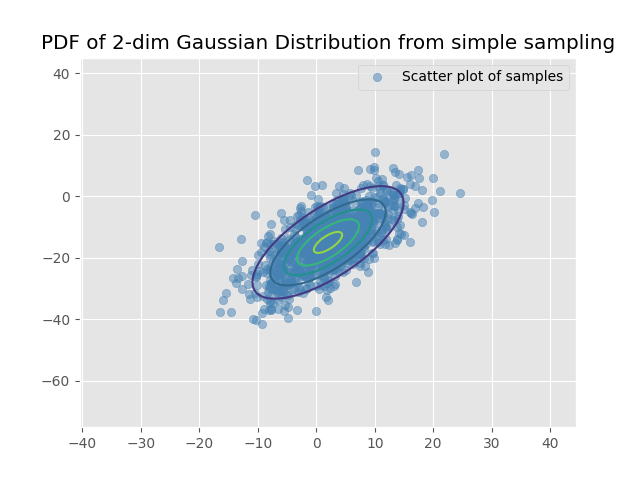 PDF of 2-dim Gaussian Distribution from simple sampling
Scatter plot of samples
40
20
0
−20
−40
−60
−40 −30 −20 −10 0 10 20 30 40